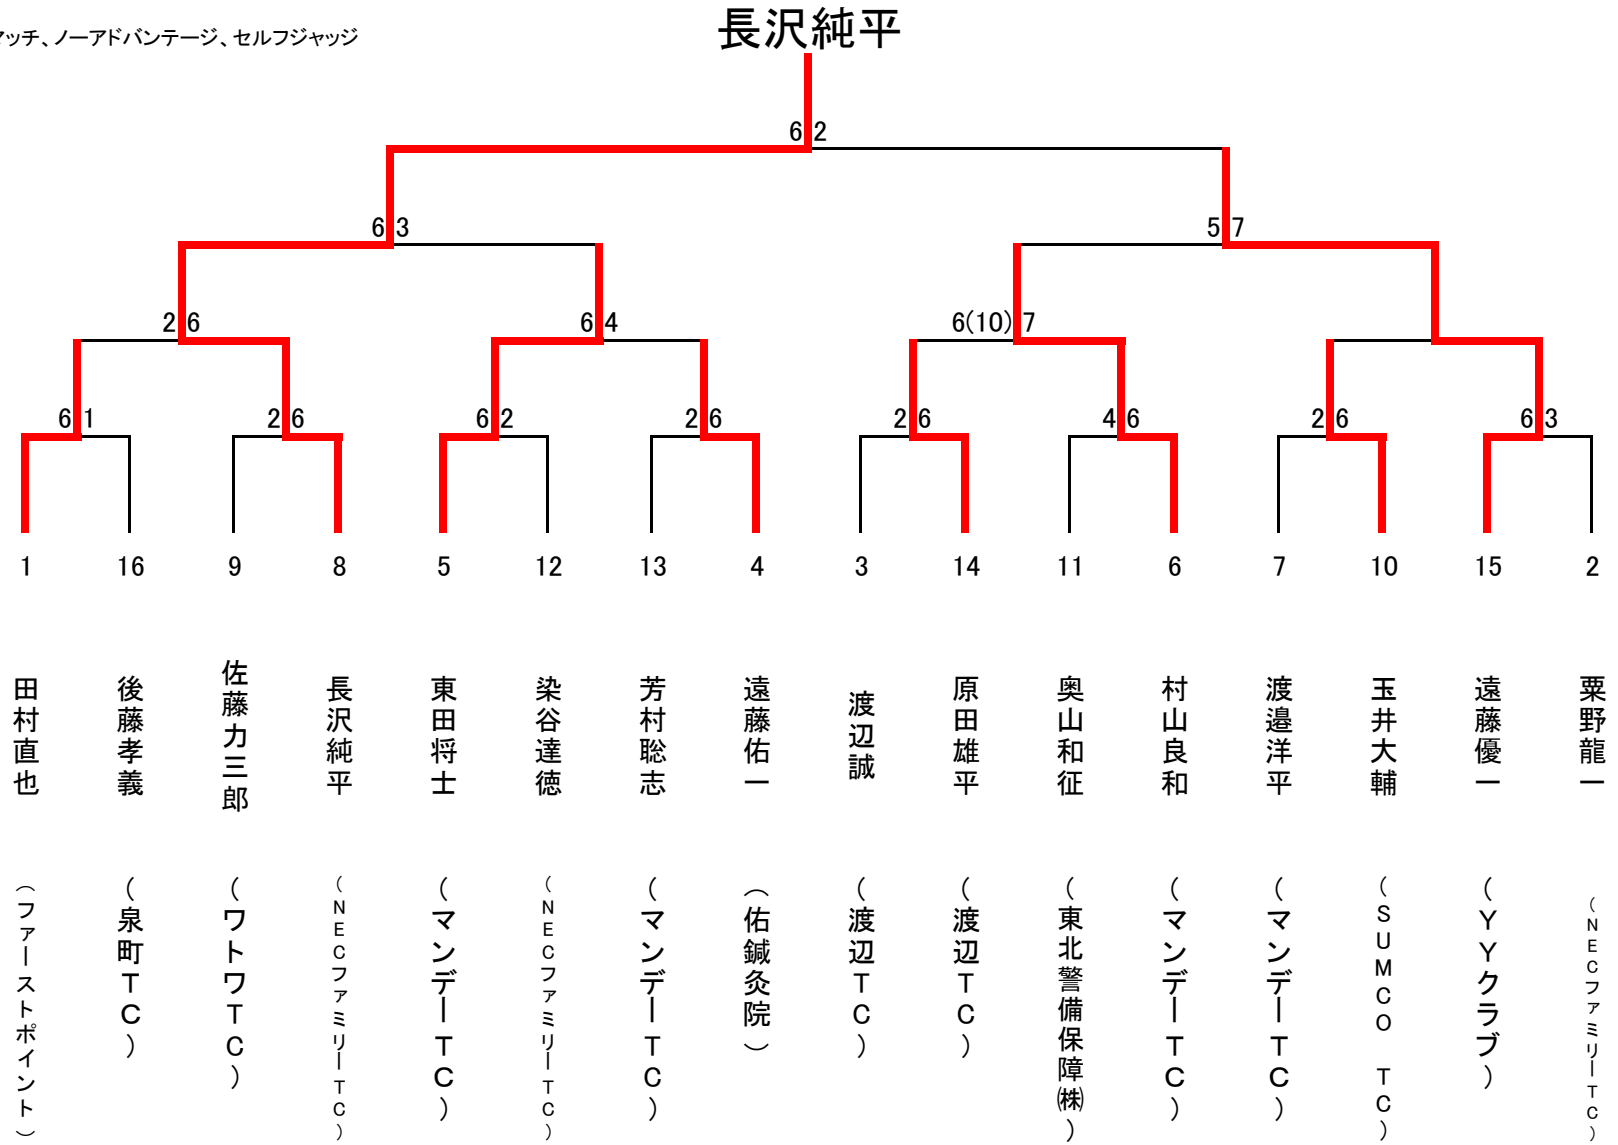 長沢純平
マッチ、ノーアドバンテージ、セルフジャッジ
6 2
6 3
5 7
2 6
6 4
6(10) 7
6 1
2 6
6 2
2 6
2 6
4 6
2 6
6 3
1
16
9
8
5
12
13
4
3
14
11
6
7
10
15
2
田村直也
後藤孝義
佐藤力三郎
長沢純平
東田将士
染谷達徳
芳村聡志
遠藤佑一
渡辺誠
原田雄平
奥山和征
村山良和
渡邉洋平
玉井大輔
遠藤優一
粟野龍一
（ファーストポイント）
（泉町TC）
（ワトワTC）
（NECファミリーTC）
（マンデーTC）
（NECファミリーTC）
（マンデーTC）
（佑鍼灸院）
（渡辺TC）
（渡辺TC）
（東北警備保障㈱）
（マンデーTC）
（マンデーTC）
（SUMCO TC）
（YYクラブ）
（NECファミリーTC）